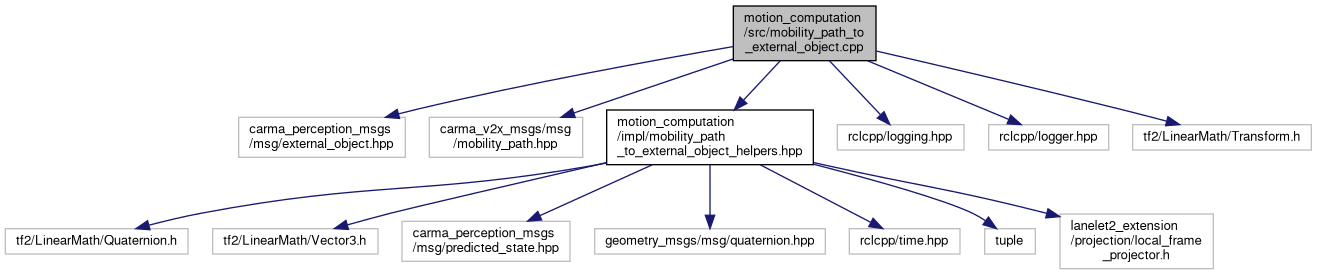 motion_computation
/src/mobility_path_to
_external_object.cpp
carma_perception_msgs
/msg/external_object.hpp
carma_v2x_msgs/msg
/mobility_path.hpp
motion_computation
/impl/mobility_path
_to_external_object_helpers.hpp
rclcpp/logging.hpp
rclcpp/logger.hpp
tf2/LinearMath/Transform.h
tf2/LinearMath/Quaternion.h
tf2/LinearMath/Vector3.h
carma_perception_msgs
/msg/predicted_state.hpp
geometry_msgs/msg/quaternion.hpp
rclcpp/time.hpp
tuple
lanelet2_extension
/projection/local_frame
_projector.h